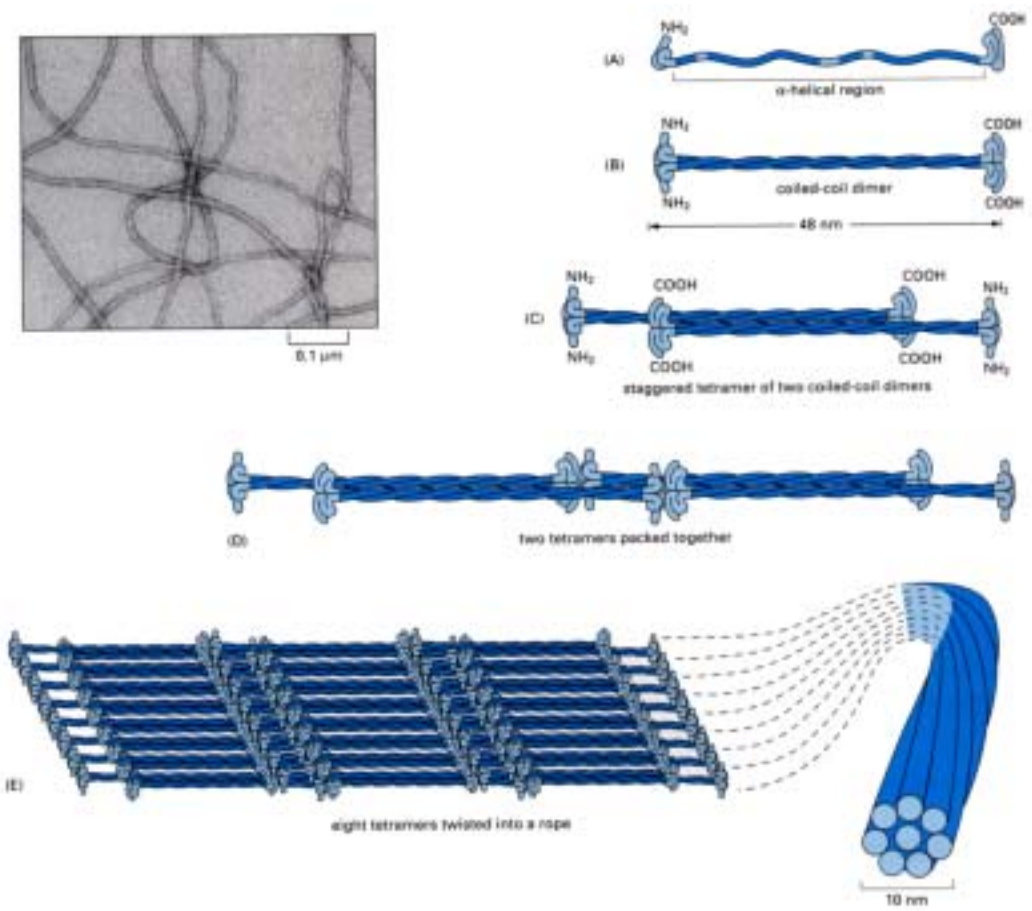 0.1 µm
NH₂
COOH
(A)
α-helical region
NH₂
COOH
(B)
coiled-coil dimer
NH₂
COOH
48 nm
NH₂
COOH
COOH
NH₂
(C)
NH₂
COOH
COOH
NH₂
staggered tetramer of two coiled-coil dimers
(D)
two tetramers packed together
(E)
eight tetramers twisted into a rope
10 nm